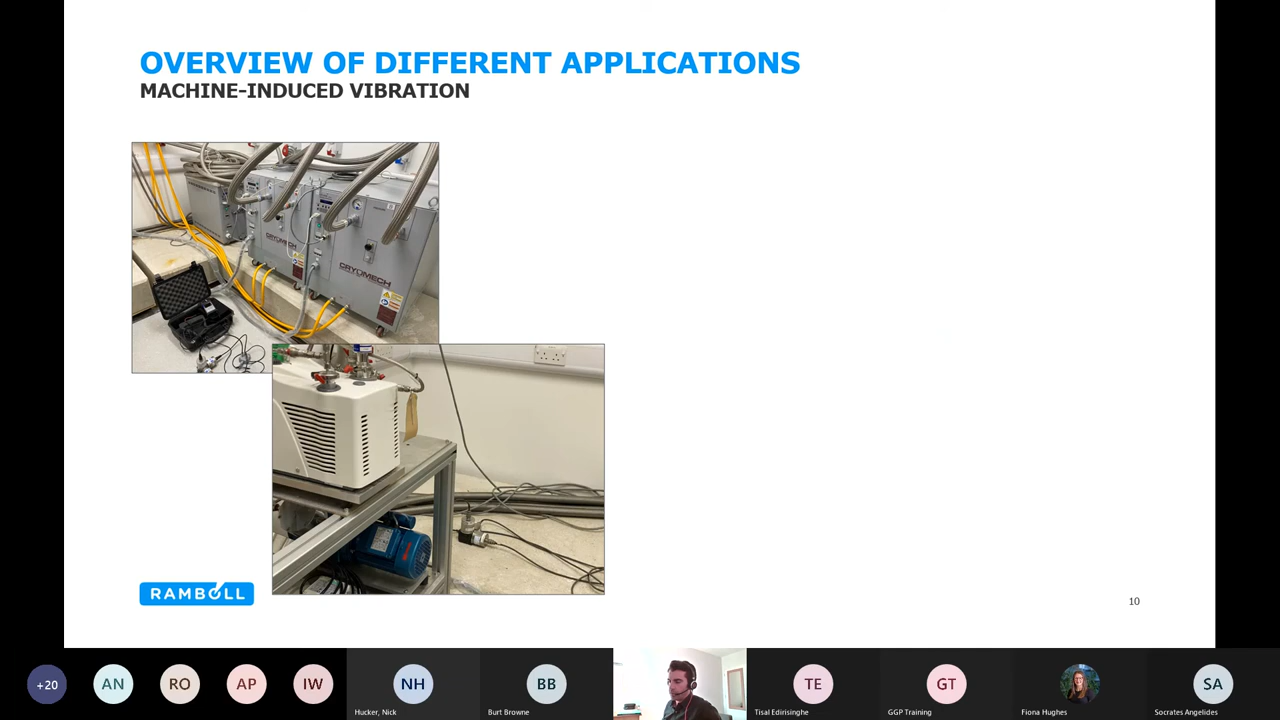 OVERVIEW OF DIFFERENT APPLICATIONS
MACHINE-INDUCED VIBRATION
CRYOMECH
CRYOMECH
RAMBOLL
10
+20
AN
RO
AP
IW
NH
BB
TE
GT
SA
Hucker, Nick
Burt Browne
Tisal Edirisinghe
GGP Training
Fiona Hughes
Socrates Angelides